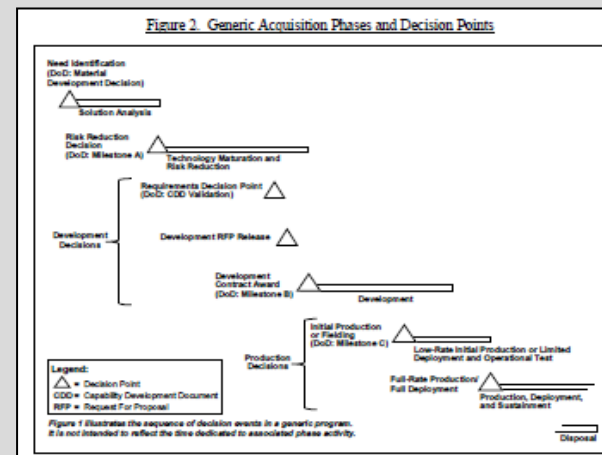 Figure 2. Generic Acquisition Phases and Decision Points
Need Identification
(DoD: Material
Development Decision)
Solution Analysis
Risk Reduction
Decision
(DoD: Milestone A)
Technology Maturation and
Risk Reduction
Requirements Decision Point
(DoD: CDD Validation)
Development
Decisions
Development RFP Release
Development
Contract Award
(DoD: Milestone B)
Development
Initial Production
or Fielding
(DoD: Milestone C)
Low-Rate Initial Production or Limited
Deployment and Operational Test
Production
Decisions
Full-Rate Production/
Full Deployment
Production, Deployment,
and Sustainment
Legend:
= Decision Point
CDD = Capability Development Document
RFP = Request For Proposal
Figure 1 illustrates the sequence of decision events in a generic program.
It is not intended to reflect the time dedicated to associated phase activity.
Disposal